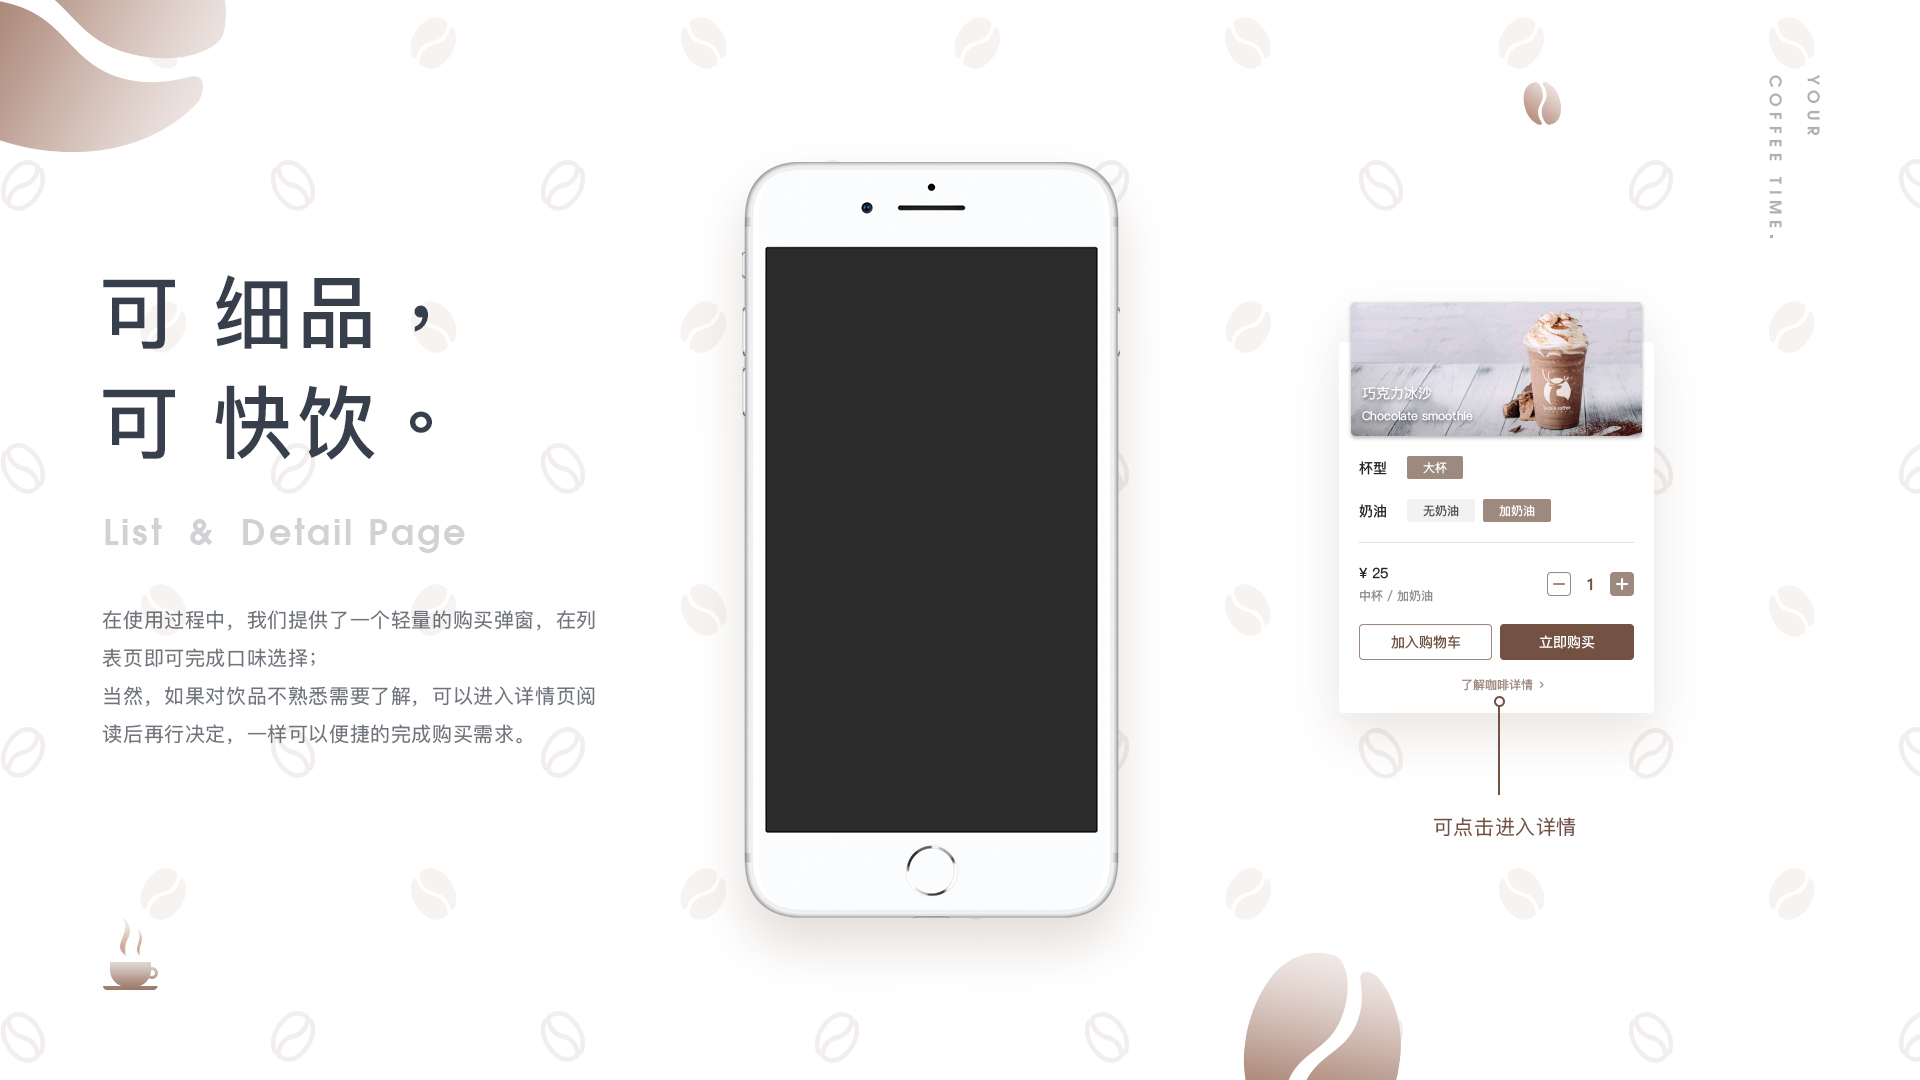 YOUR
COFFEE TIME.
可 细品，
可 快饮。
List & Detail Page
在使用过程中，我们提供了一个轻量的购买弹窗，在列
表页即可完成口味选择；
当然，如果对饮品不熟悉需要了解，可以进入详情页阅
读后再行决定，一样可以便捷的完成购买需求。
巧克力冰沙
Chocolate smoothie
杯型 大杯
奶油 无奶油 加奶油
¥ 25
中杯 / 加奶油
1
加入购物车 立即购买
了解咖啡详情 >
可点击进入详情